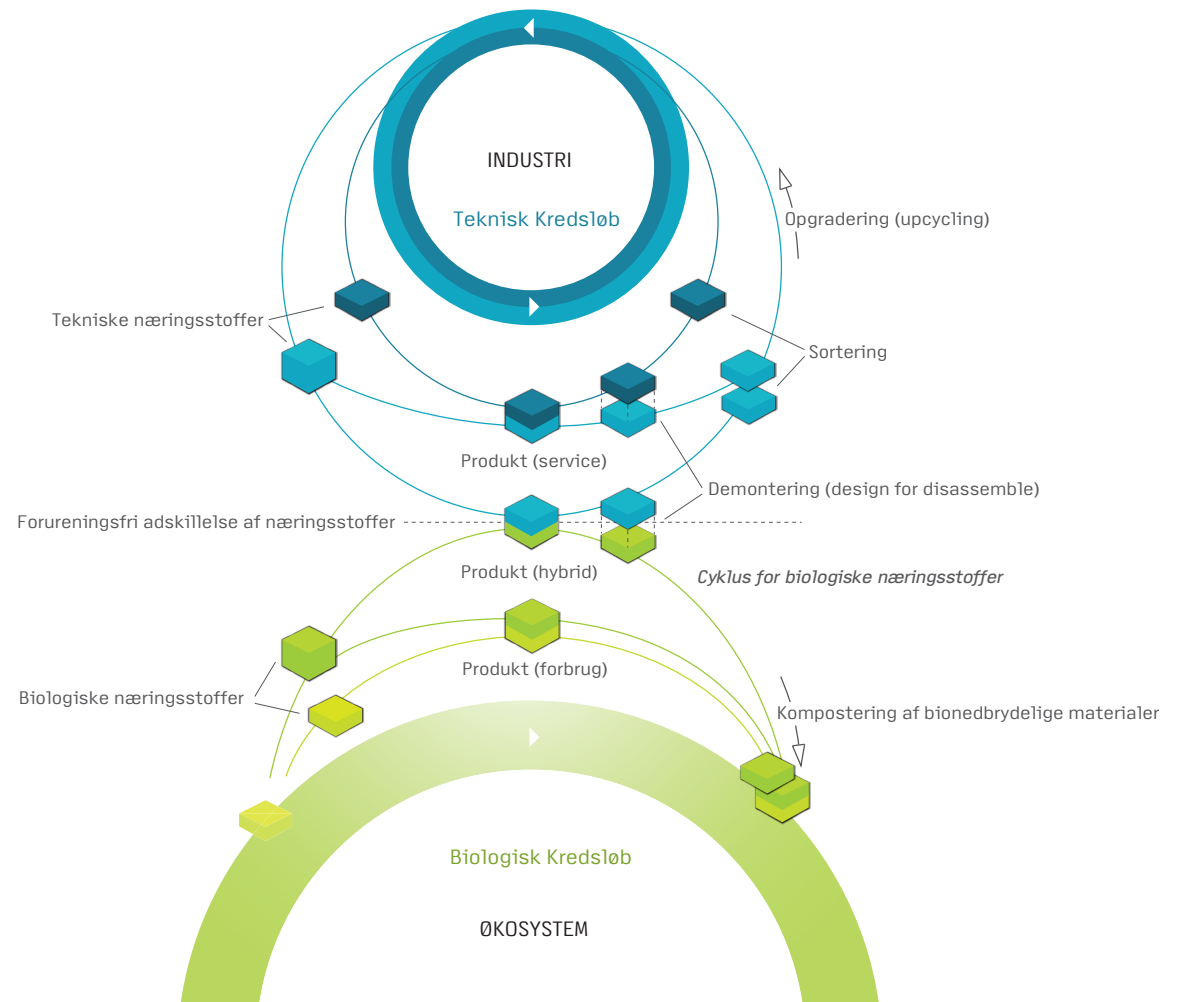 INDUSTRI
Teknisk Kredsløb
Opgradering (upcycling)
Tekniske næringsstoffer
Sortering
Produkt (service)
Demontering (design for disassemble)
Forureningsfri adskillelse af næringsstoffer
Produkt (hybrid)
Cyklus for biologiske næringsstoffer
Produkt (forbrug)
Biologiske næringsstoffer
Kompostering af bionedbrydelige materialer
Biologisk Kredsløb
ØKOSYSTEM